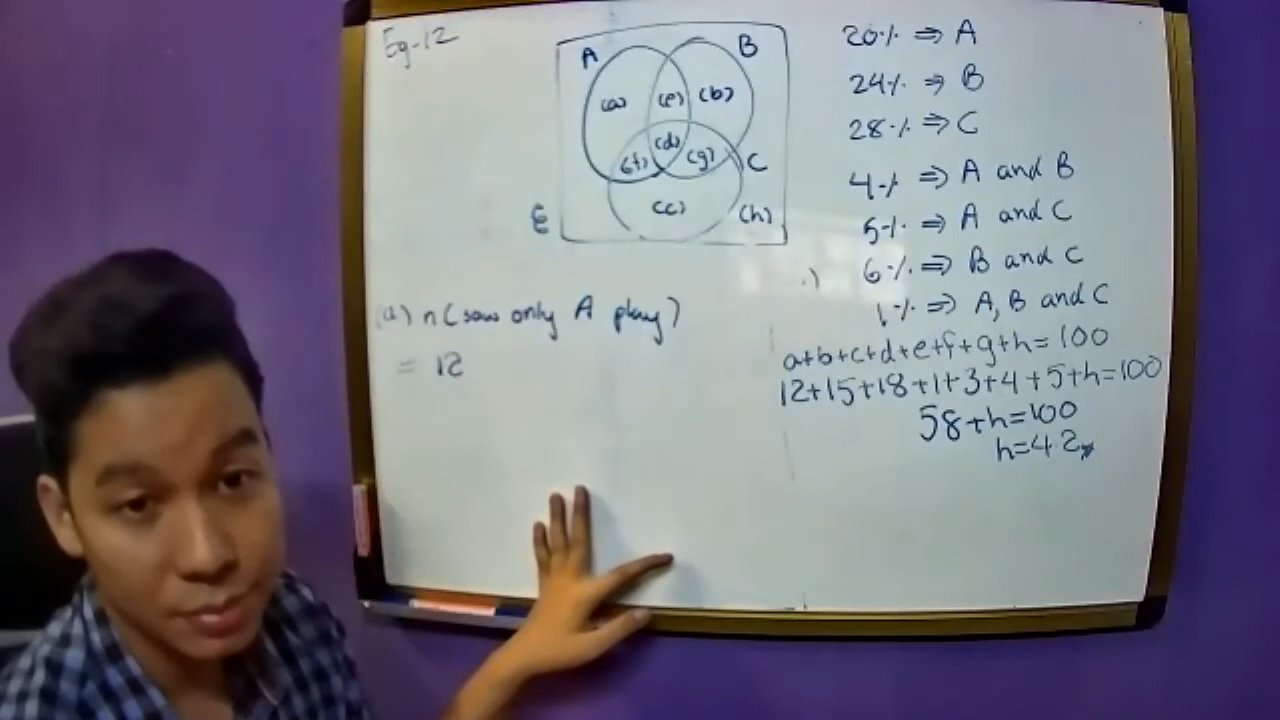 Eg-12
A
B
(a)
(e)
(b)
(d)
(f)
(g)
C
(c)
(h)
ξ
20% ⇒ A
24% ⇒ B
28% ⇒ C
4% ⇒ A and B
5% ⇒ A and C
6% ⇒ B and C
1% ⇒ A, B and C
a+b+c+d+e+f+g+h=100
12+15+18+1+3+4+5+h=100
58+h=100
h=42
(a) n(saw only A play)
= 12